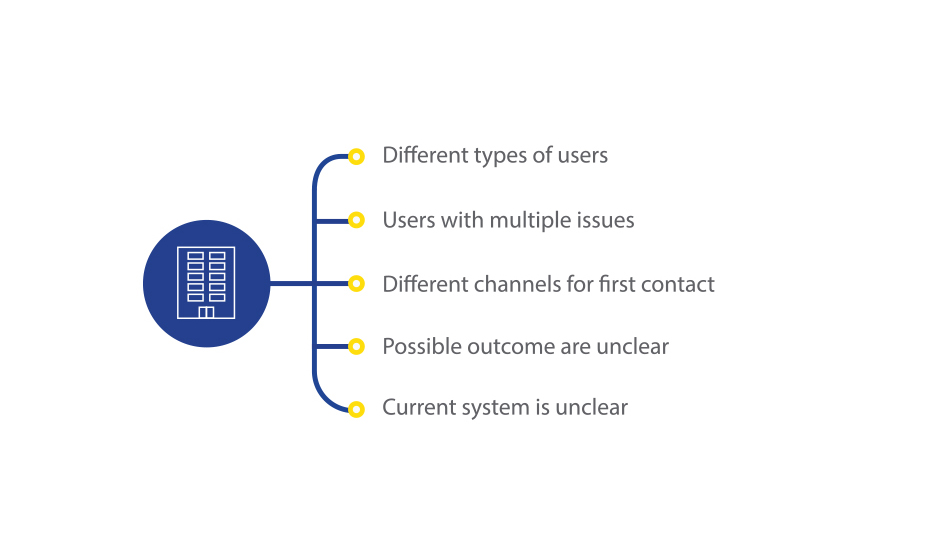 Different types of users
Users with multiple issues
Different channels for first contact
Possible outcome are unclear
Current system is unclear